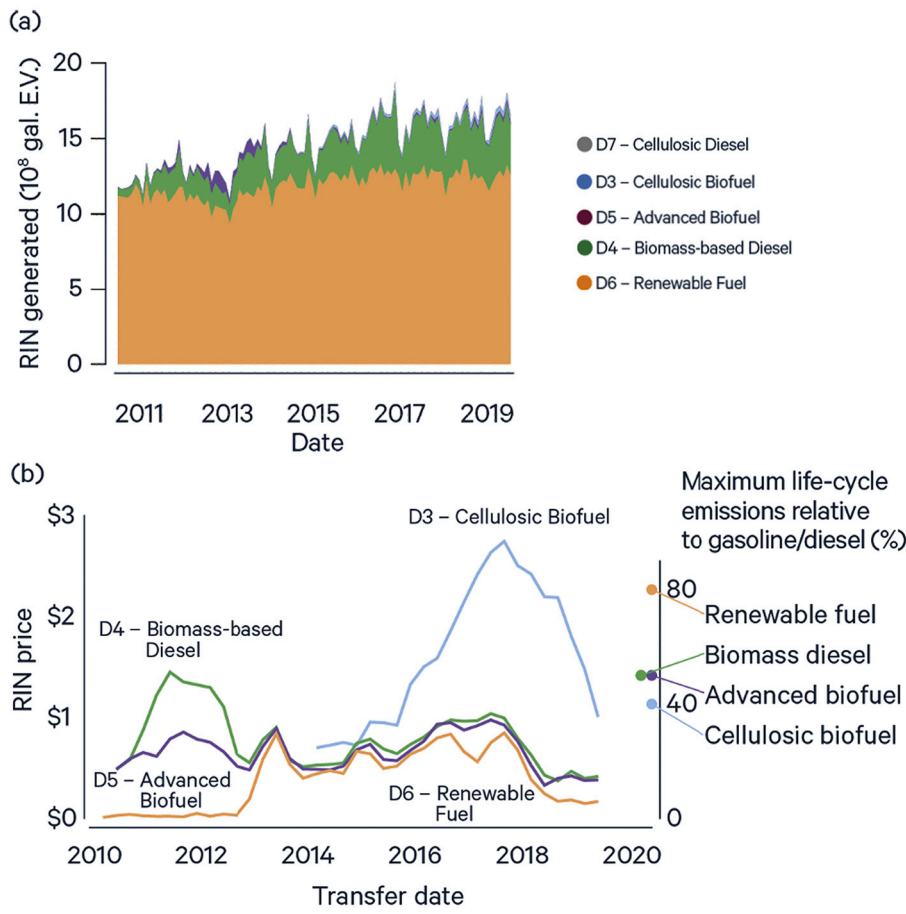 (a)
RIN generated (10⁸ gal. E.V.)
20
15
10
5
0
2011 2013 2015 2017 2019
Date
D7 – Cellulosic Diesel
D3 – Cellulosic Biofuel
D5 – Advanced Biofuel
D4 – Biomass-based Diesel
D6 – Renewable Fuel
(b)
RIN price
$3
$2
$1
$0
D3 – Cellulosic Biofuel
D4 – Biomass-based
Diesel
D5 – Advanced
Biofuel
D6 – Renewable
Fuel
2010 2012 2014 2016 2018 2020
Transfer date
Maximum life-cycle
emissions relative
to gasoline/diesel (%)
80
40
0
Renewable fuel
Biomass diesel
Advanced biofuel
Cellulosic biofuel